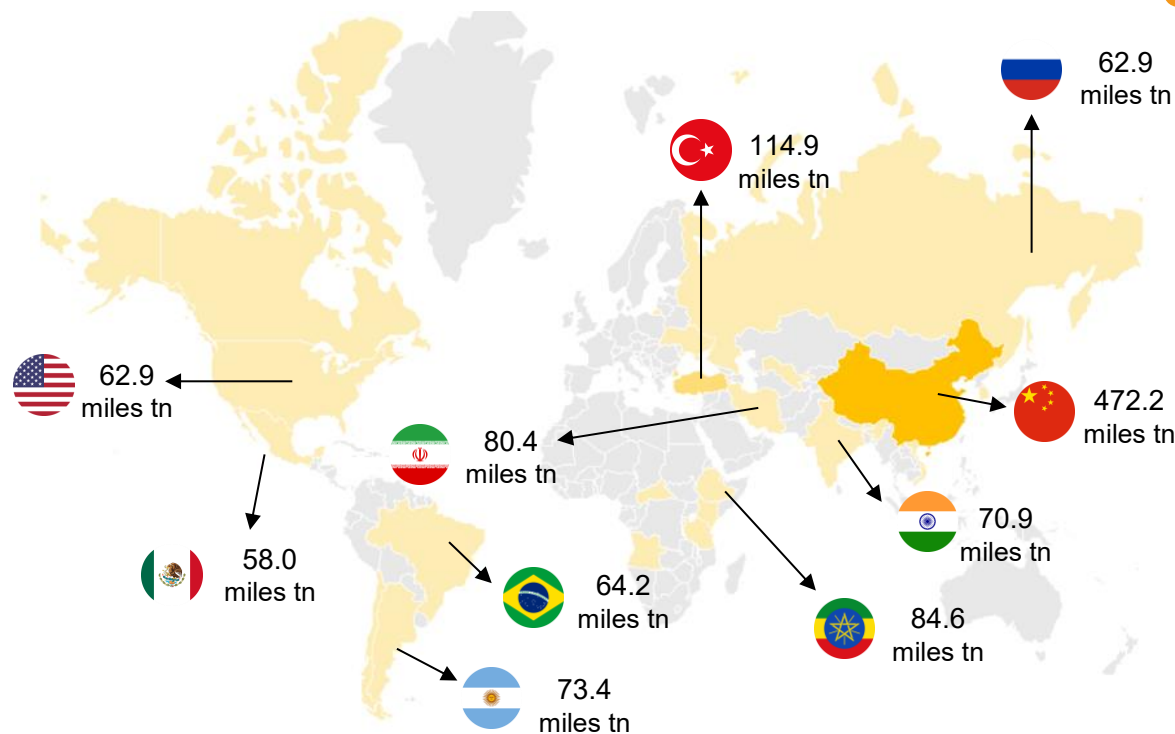 62.9
miles tn
114.9
miles tn
62.9
miles tn
472.2
miles tn
80.4
miles tn
70.9
miles tn
58.0
miles tn
64.2
miles tn
84.6
miles tn
73.4
miles tn